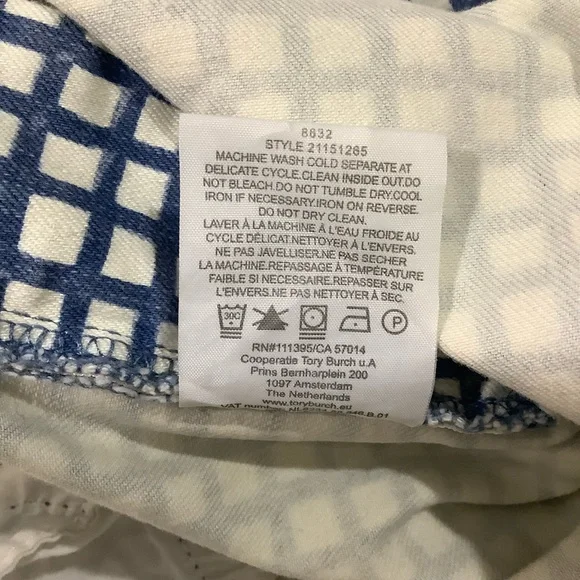 8632
STYLE 21151265
MACHINE WASH COLD SEPARATE AT
DELICATE CYCLE.CLEAN INSIDE OUT.DO
NOT BLEACH.DO NOT TUMBLE DRY.COOL
IRON IF NECESSARY.IRON ON REVERSE.
DO NOT DRY CLEAN.
LAVER À LA MACHINE À L'EAU FROIDE AU
CYCLE DÉLICAT.NETTOYER À L'ENVERS.
NE PAS JAVELLISER.NE PAS SECHER
LA MACHINE.REPASSAGE À TEMPÉRATURE
FAIBLE SI NECESSAIRE.REPASSER SUR
L'ENVERS.NE PAS NETTOYER À SEC.
30C P
RN#111395/CA 57014
Cooperatie Tory Burch u.A
Prins Bernharplein 200
1097 Amsterdam
The Netherlands
www.toryburch.eu
VAT number